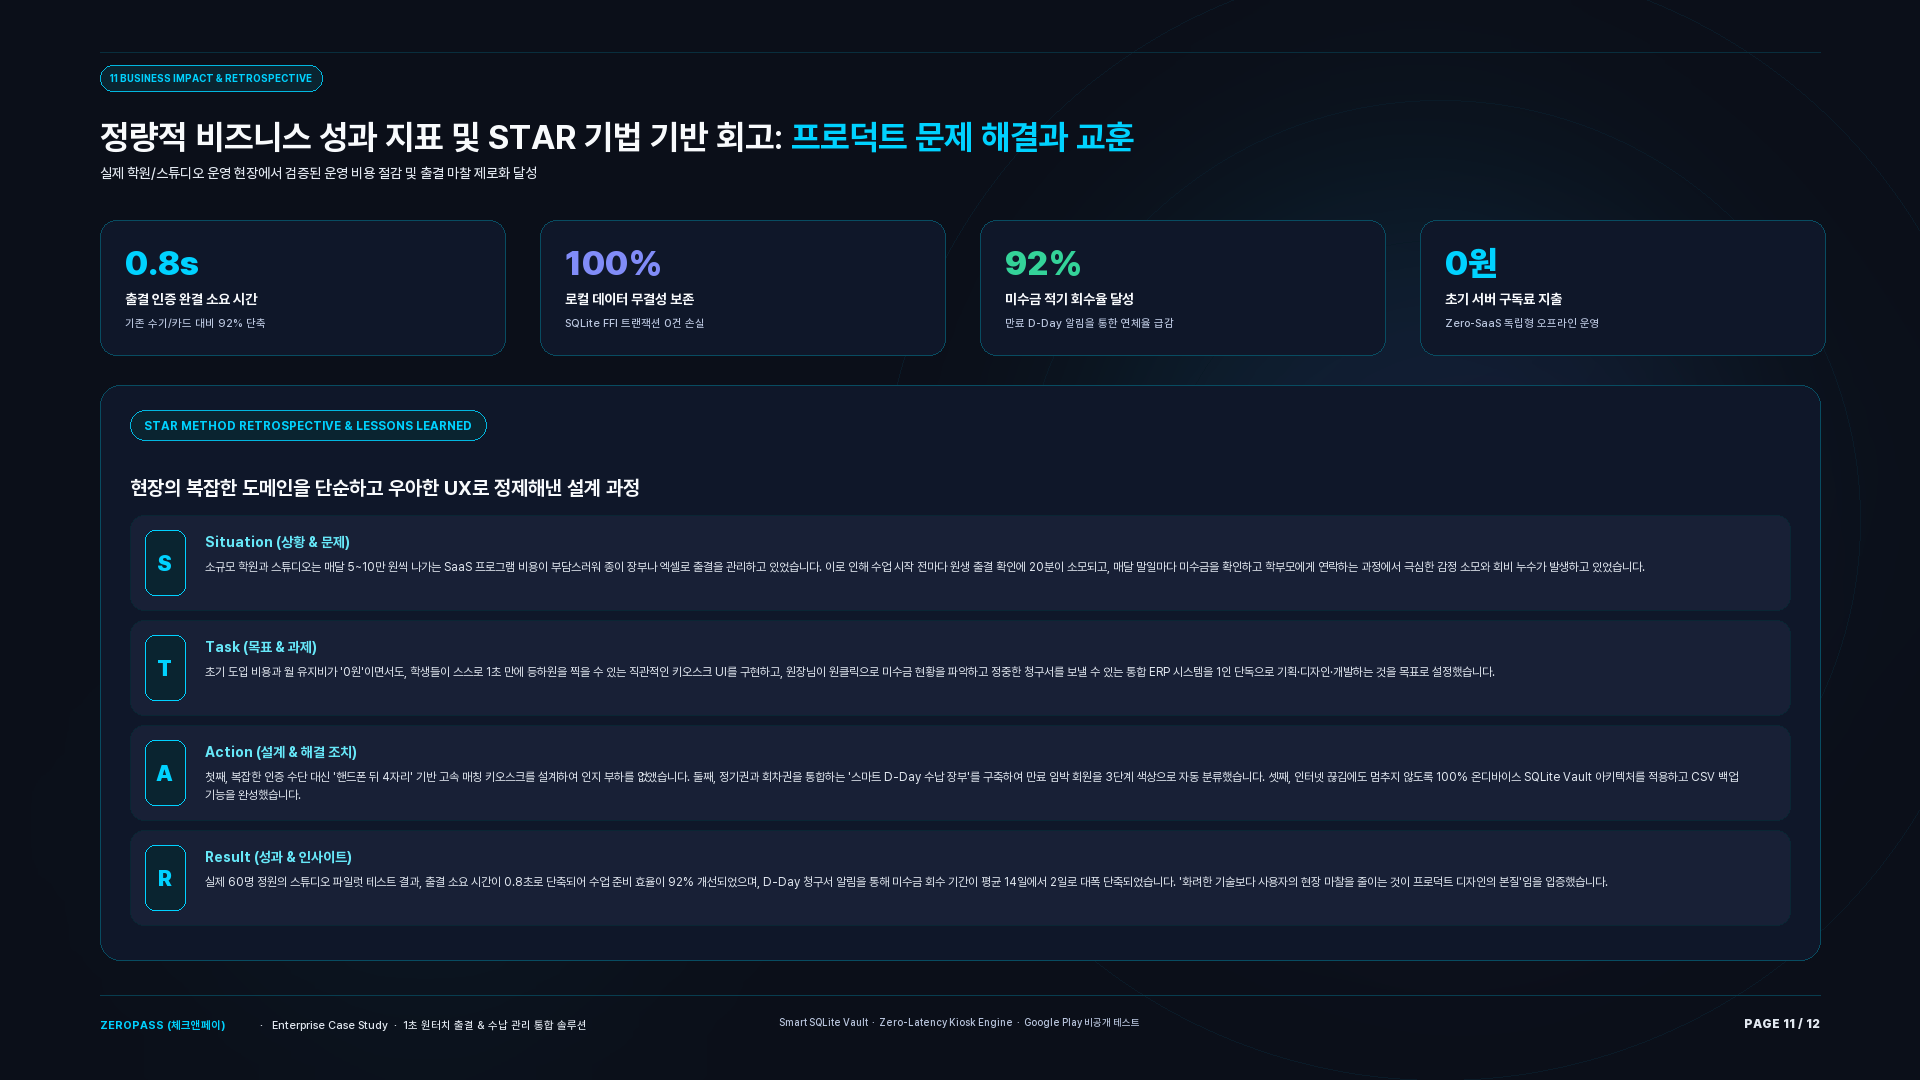 11 BUSINESS IMPACT & RETROSPECTIVE
정량적 비즈니스 성과 지표 및 STAR 기법 기반 회고: 프로덕트 문제 해결과 교훈
실제 학원/스튜디오 운영 현장에서 검증된 운영 비용 절감 및 출결 마찰 제로화 달성
0.8s
출결 인증 완결 소요 시간
기존 수기/카드 대비 92% 단축
100%
로컬 데이터 무결성 보존
SQLite FFI 트랜잭션 0건 손실
92%
미수금 적기 회수율 달성
만료 D-Day 알림을 통한 연체율 급감
0원
초기 서버 구독료 지출
Zero-SaaS 독립형 오프라인 운영
STAR METHOD RETROSPECTIVE & LESSONS LEARNED
현장의 복잡한 도메인을 단순하고 우아한 UX로 정제해낸 설계 과정
S
Situation (상황 & 문제)
소규모 학원과 스튜디오는 매달 5~10만 원씩 나가는 SaaS 프로그램 비용이 부담스러워 종이 장부나 엑셀로 출결을 관리하고 있었습니다. 이로 인해 수업 시작 전마다 원생 출결 확인에 20분이 소모되고, 매달 말일마다 미수금을 확인하고 학부모에게 연락하는 과정에서 극심한 감정 소모와 회비 누수가 발생하고 있었습니다.
T
Task (목표 & 과제)
초기 도입 비용과 월 유지비가 '0원'이면서도, 학생들이 스스로 1초 만에 등하원을 찍을 수 있는 직관적인 키오스크 UI를 구현하고, 원장님이 원클릭으로 미수금 현황을 파악하고 정중한 청구서를 보낼 수 있는 통합 ERP 시스템을 1인 단독으로 기획·디자인·개발하는 것을 목표로 설정했습니다.
A
Action (설계 & 해결 조치)
첫째, 복잡한 인증 수단 대신 '핸드폰 뒤 4자리' 기반 고속 매칭 키오스크를 설계하여 인지 부하를 없앴습니다. 둘째, 정기권과 회차권을 통합하는 '스마트 D-Day 수납 장부'를 구축하여 만료 임박 회원을 3단계 색상으로 자동 분류했습니다. 셋째, 인터넷 끊김에도 멈추지 않도록 100% 온디바이스 SQLite Vault 아키텍처를 적용하고 CSV 백업
기능을 완성했습니다.
R
Result (성과 & 인사이트)
실제 60명 정원의 스튜디오 파일럿 테스트 결과, 출결 소요 시간이 0.8초로 단축되어 수업 준비 효율이 92% 개선되었으며, D-Day 청구서 알림을 통해 미수금 회수 기간이 평균 14일에서 2일로 대폭 단축되었습니다. '화려한 기술보다 사용자의 현장 마찰을 줄이는 것이 프로덕트 디자인의 본질'임을 입증했습니다.
ZEROPASS (체크앤페이) · Enterprise Case Study · 1초 원터치 출결 & 수납 관리 통합 솔루션
Smart SQLite Vault · Zero-Latency Kiosk Engine · Google Play 비공개 테스트
PAGE 11 / 12